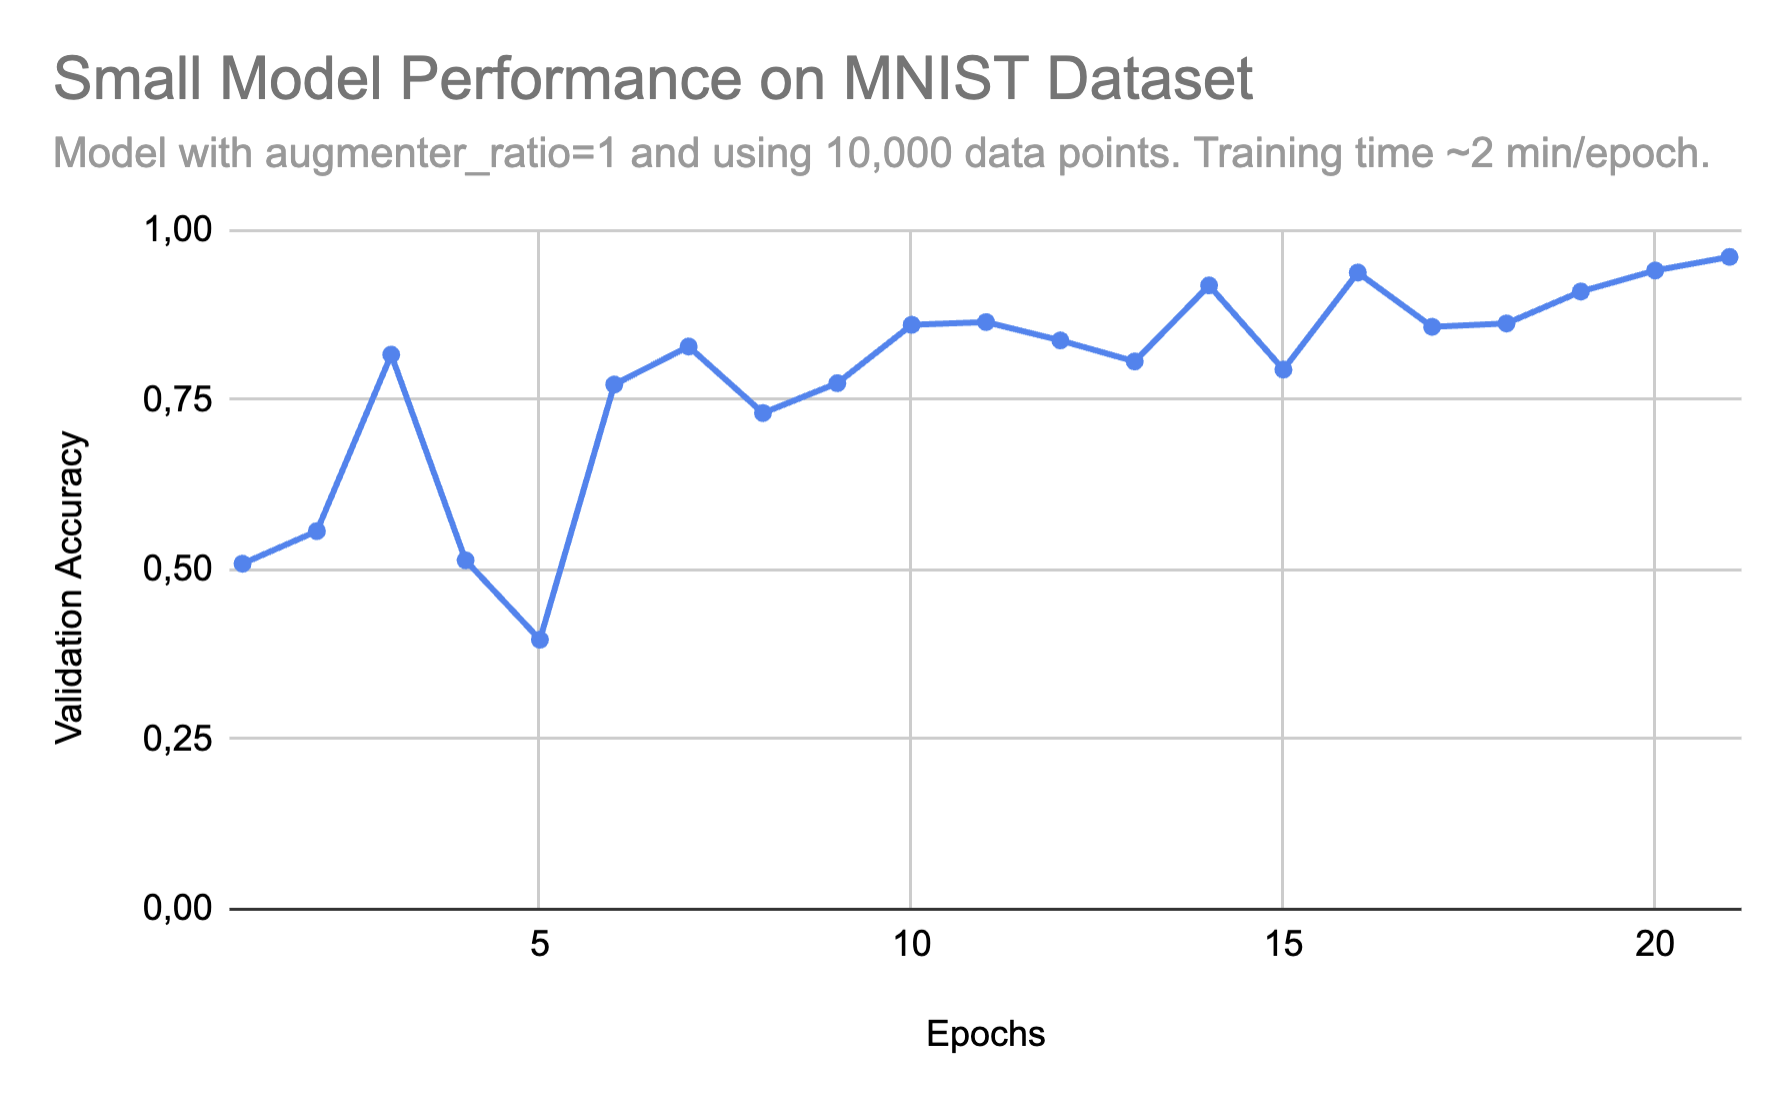 Small Model Performance on MNIST Dataset
Model with augmenter_ratio=1 and using 10,000 data points. Training time ~2 min/epoch.
1,00
0,75
0,50
0,25
0,00
Validation Accuracy
5
10
15
20
Epochs